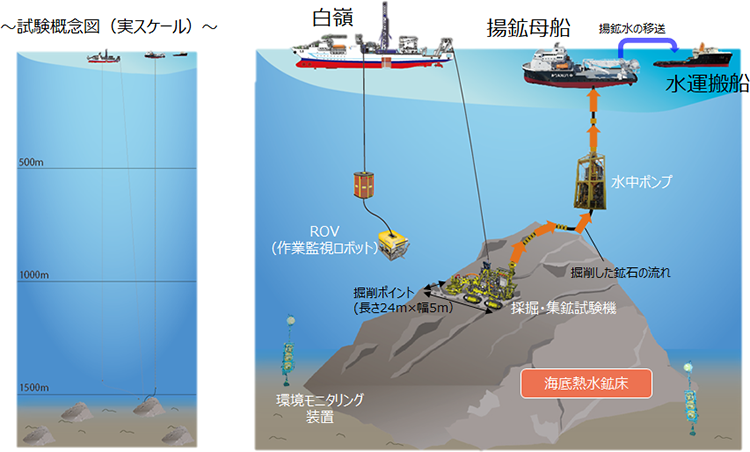 ～試験概念図（実スケール）～
500m
1000m
1500m
白嶺
揚鉱母船
揚鉱水の移送
水運搬船
水中ポンプ
ROV
（作業監視ロボット）
掘削した鉱石の流れ
掘削ポイント
(長さ24m×幅5m)
採掘・集鉱試験機
海底熱水鉱床
環境モニタリング
装置